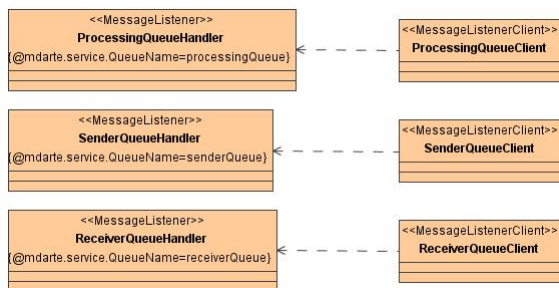 <<MessageListener>>
ProcessingQueueHandler
{@mdarte.service.QueueName=processingQueue}
<<MessageListenerClient>>
ProcessingQueueClient
<<MessageListener>>
SenderQueueHandler
{@mdarte.service.QueueName=senderQueue}
<<MessageListenerClient>>
SenderQueueClient
<<MessageListener>>
ReceiverQueueHandler
{@mdarte.service.QueueName=receiverQueue}
<<MessageListenerClient>>
ReceiverQueueClient